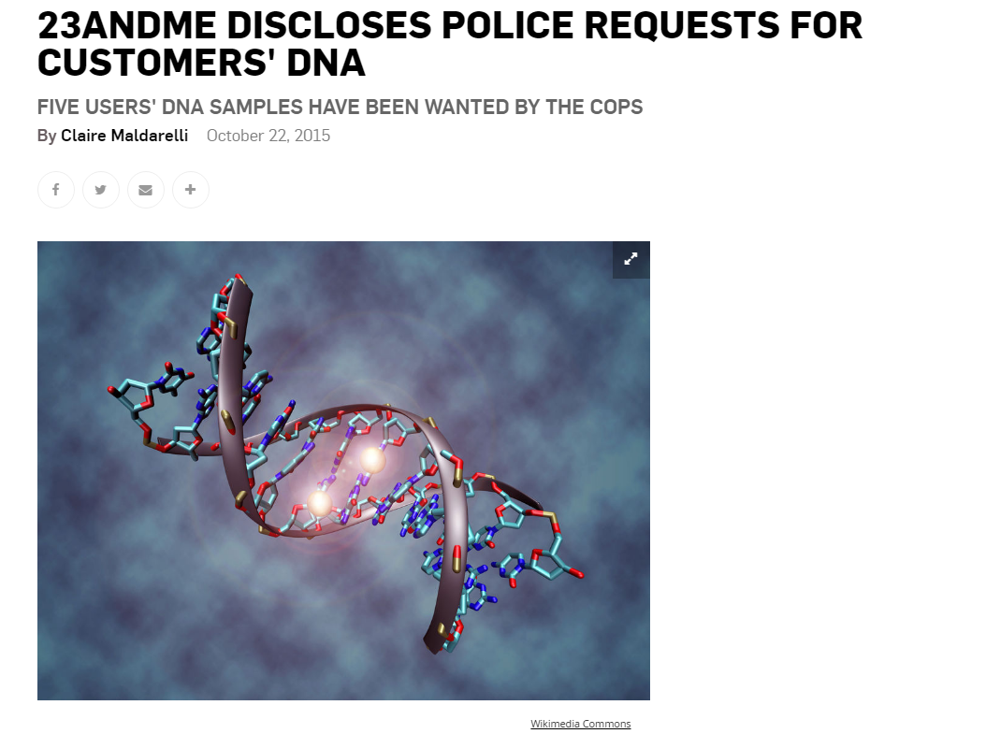 23ANDME DISCLOSES POLICE REQUESTS FOR
CUSTOMERS' DNA
FIVE USERS' DNA SAMPLES HAVE BEEN WANTED BY THE COPS
By Claire Maldarelli October 22, 2015
Wikimedia Commons